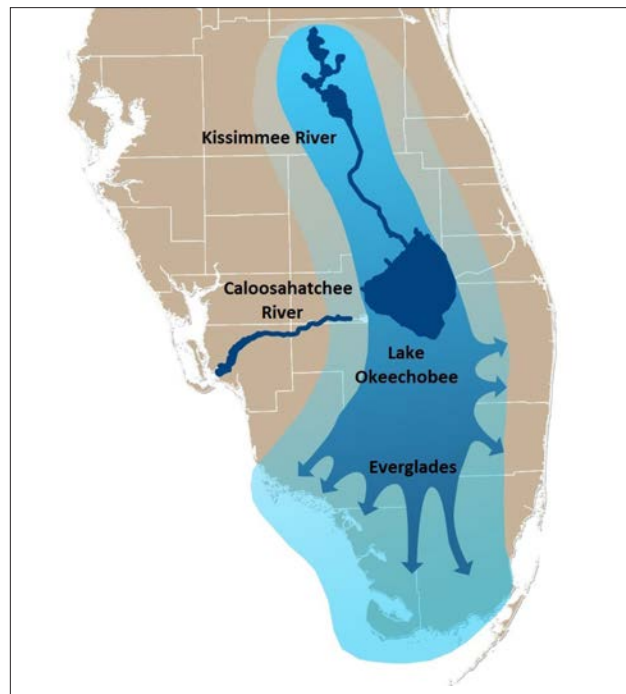 Kissimmee River
Caloosahatchee
River
Lake
Okeechobee
Everglades